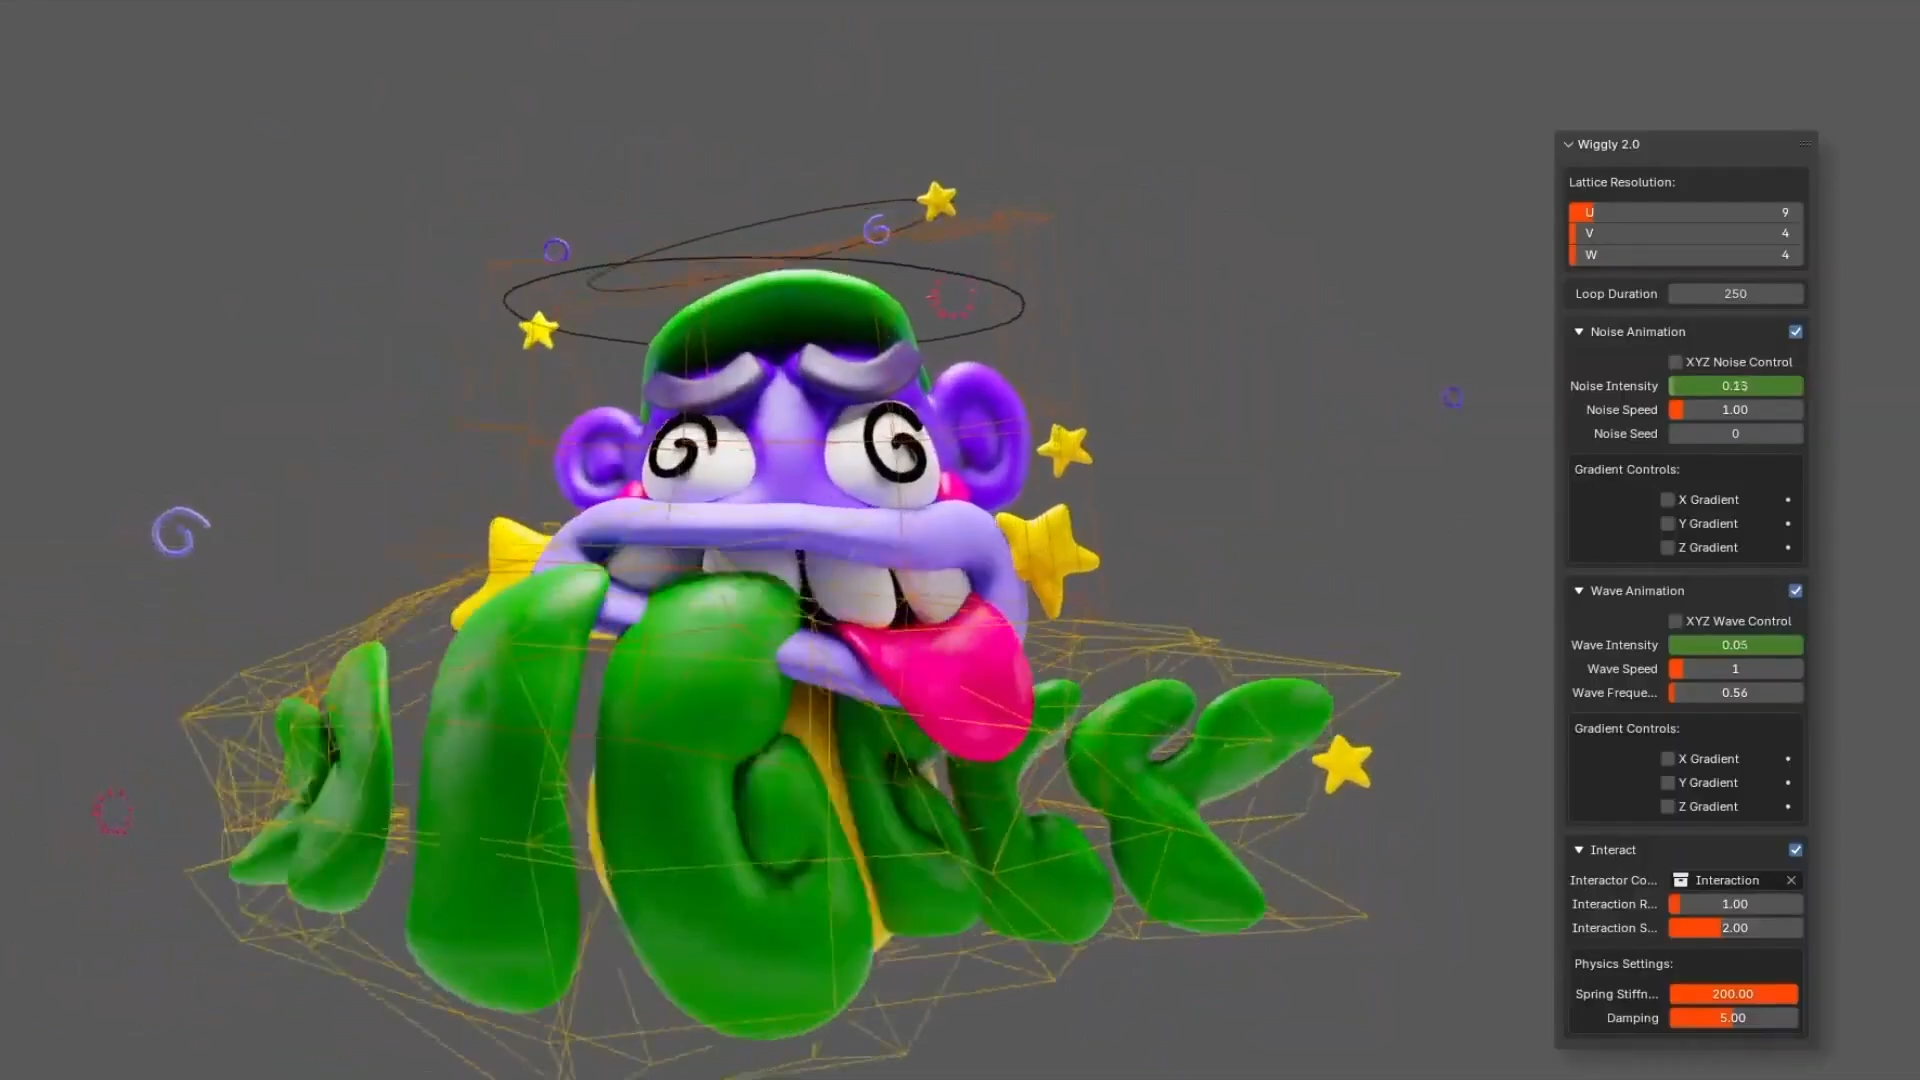 Wiggly 2.0
Lattice Resolution:
U 9
V 4
W 4
Loop Duration 250
Noise Animation
XYZ Noise Control
Noise Intensity 0.13
Noise Speed 1.00
Noise Seed 0
Gradient Controls:
X Gradient
Y Gradient
Z Gradient
Wave Animation
XYZ Wave Control
Wave Intensity 0.05
Wave Speed 1
Wave Freque... 0.56
Gradient Controls:
X Gradient
Y Gradient
Z Gradient
Interact
Interactor Co... Interaction
Interaction R... 1.00
Interaction S... 2.00
Physics Settings:
Spring Stiffn... 200.00
Damping 5.00